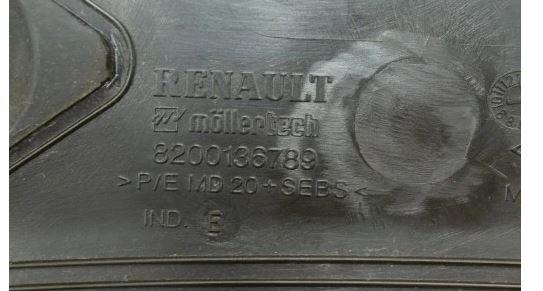 RENAULT
möllertech
8200136789
>P/E MD 20+SEBS<
IND. E